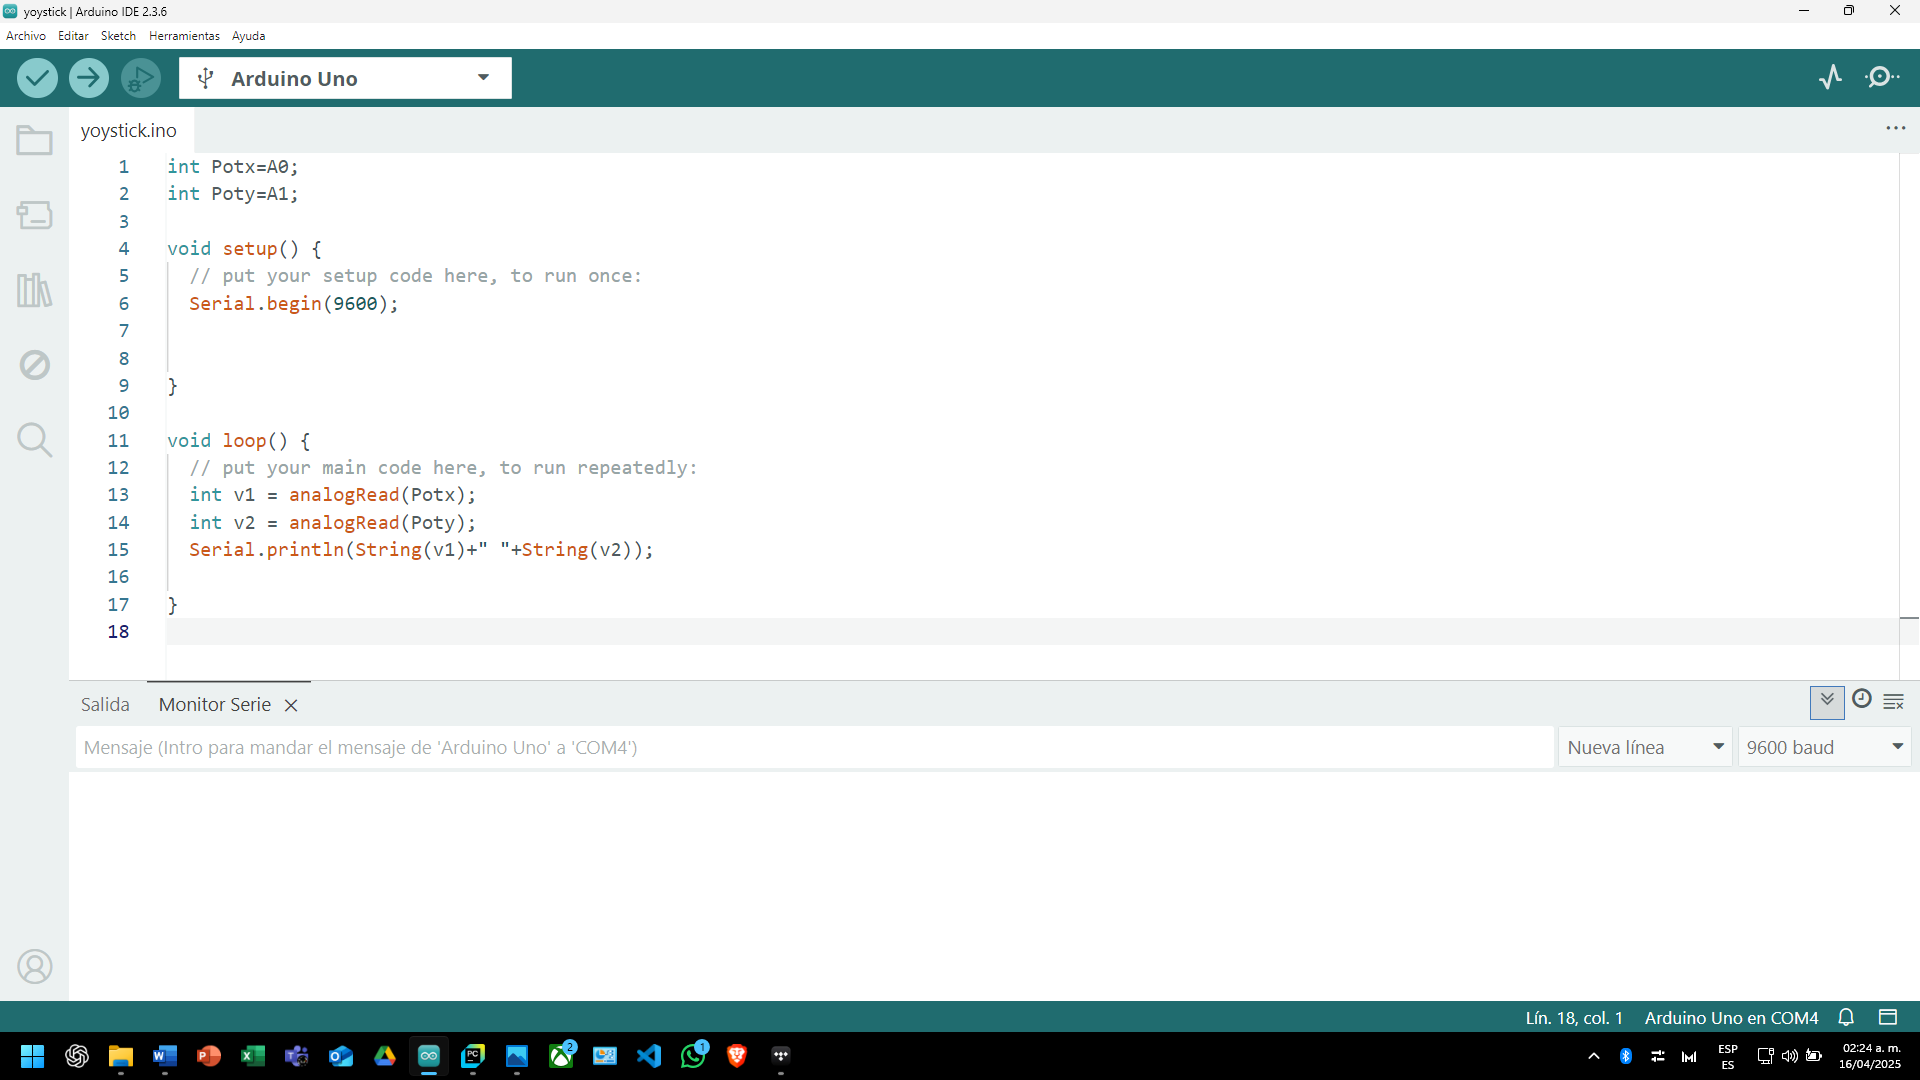 yoystick | Arduino IDE 2.3.6
Archivo Editar Sketch Herramientas Ayuda
Arduino Uno
yoystick.ino
1 int Potx=A0;
2 int Poty=A1;
3
4 void setup() {
5 // put your setup code here, to run once:
6 Serial.begin(9600);
7
8
9 }
10
11 void loop() {
12 // put your main code here, to run repeatedly:
13 int v1 = analogRead(Potx);
14 int v2 = analogRead(Poty);
15 Serial.println(String(v1)+" "+String(v2));
16
17 }
18
Salida Monitor Serie
Mensaje (Intro para mandar el mensaje de 'Arduino Uno' a 'COM4') Nueva línea 9600 baud
Lín. 18, col. 1 Arduino Uno en COM4
2 1
ESP
ES
02:24 a. m.
16/04/2025